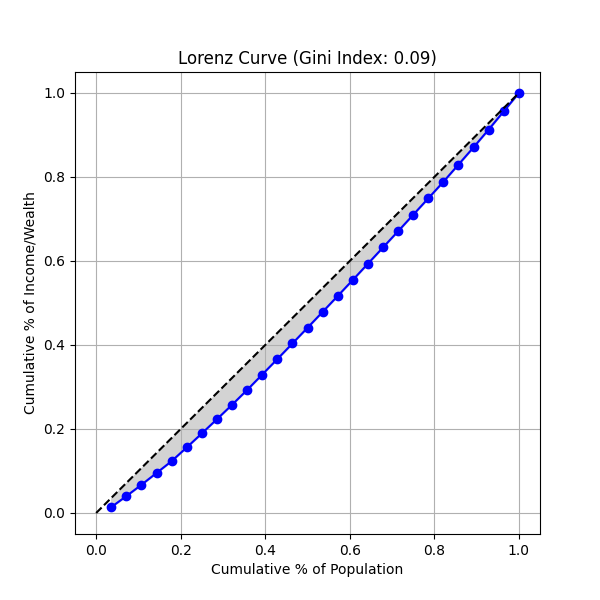 Lorenz Curve (Gini Index: 0.09)
1.0
0.8
0.6
0.4
0.2
0.0
Cumulative % of Income/Wealth
0.0 0.2 0.4 0.6 0.8 1.0
Cumulative % of Population